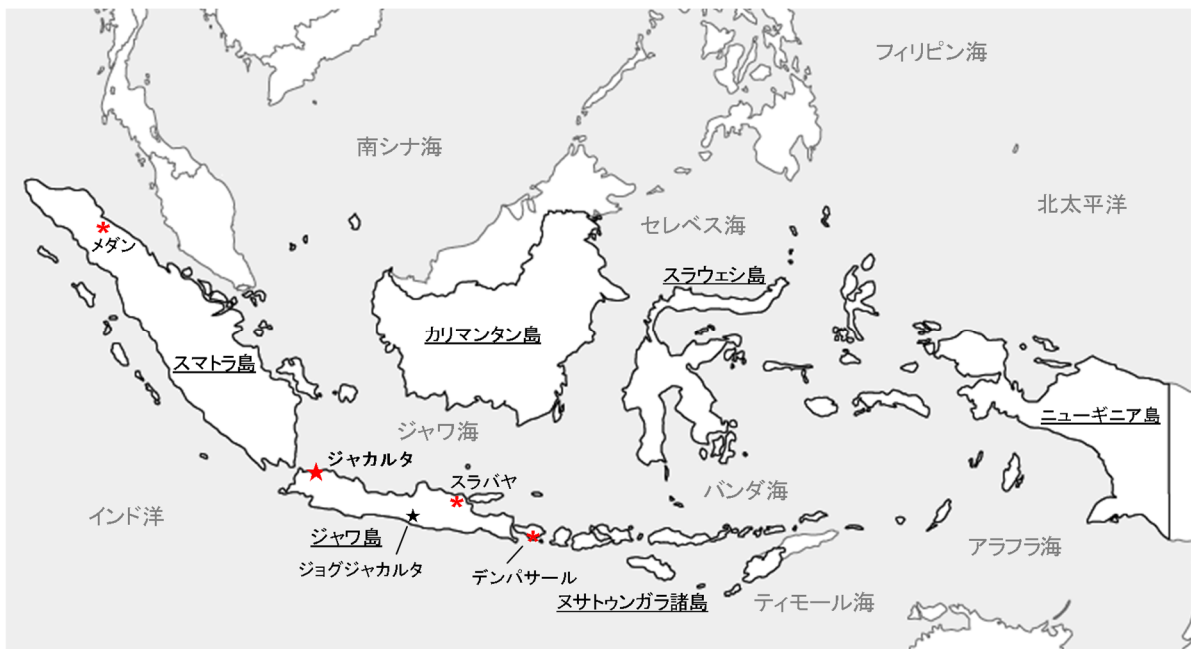 フィリピン海
南シナ海
北太平洋
セレベス海
メダン
スラウェシ島
カリマンタン島
スマトラ島
ニューギニア島
ジャワ海
ジャカルタ
スラバヤ
バンダ海
インド洋
ジャワ島
アラフラ海
ジョグジャカルタ
デンパサール
ヌサトゥンガラ諸島
ティモール海